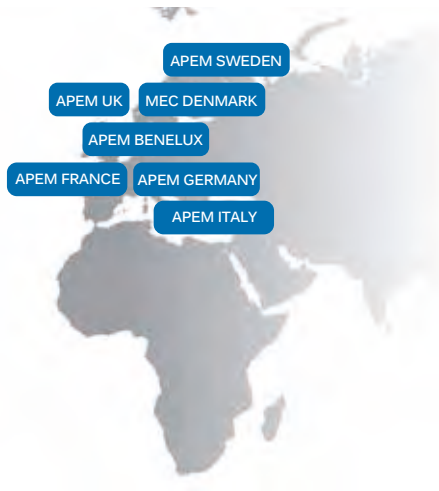 APEM SWEDEN
APEM UK
MEC DENMARK
APEM BENELUX
APEM FRANCE
APEM GERMANY
APEM ITALY